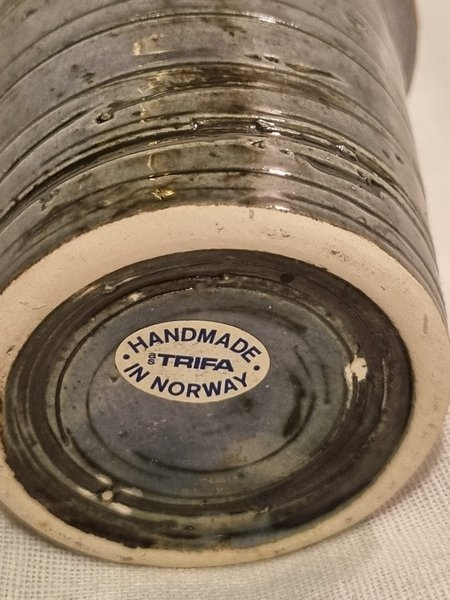 • HANDMADE •
a/s TRIFA
IN NORWAY